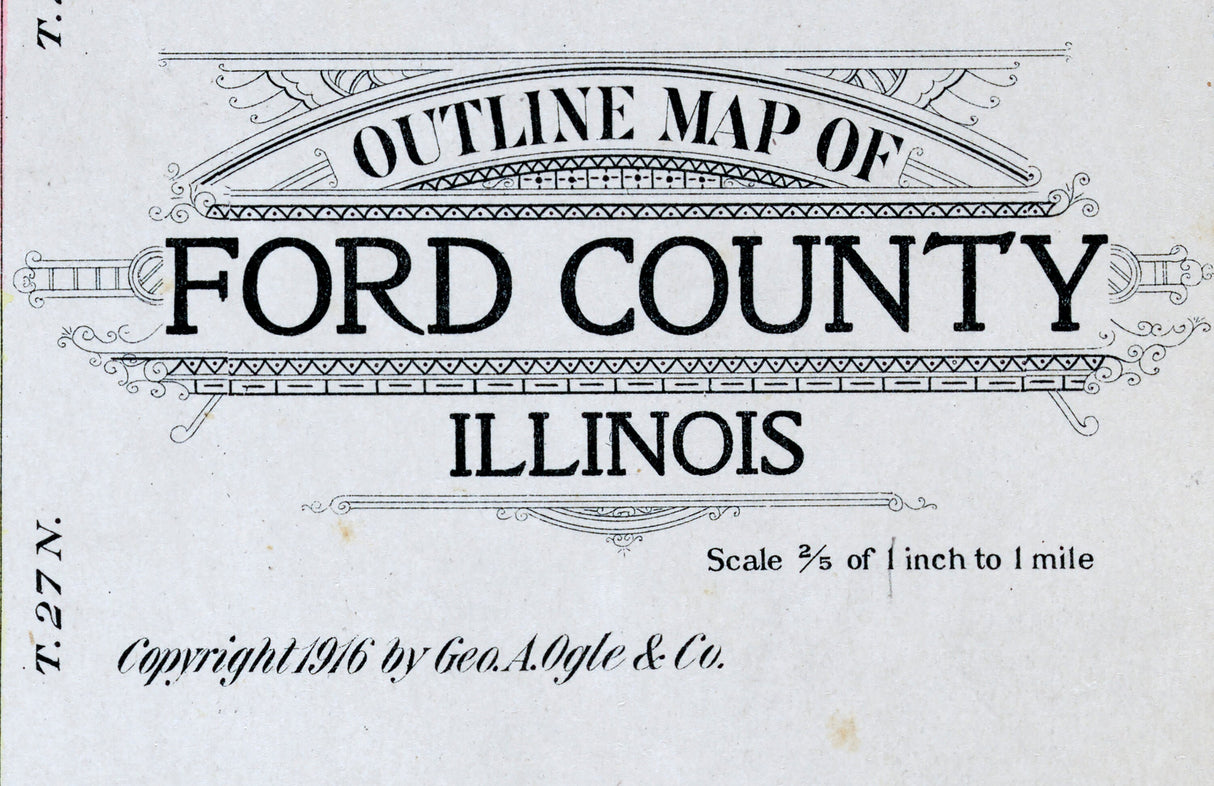 OUTLINE MAP OF
FORD COUNTY
ILLINOIS
Scale ⅖ of 1 inch to 1 mile
Copyright 1916 by Geo. A. Ogle & Co.
T. 27 N.
T.